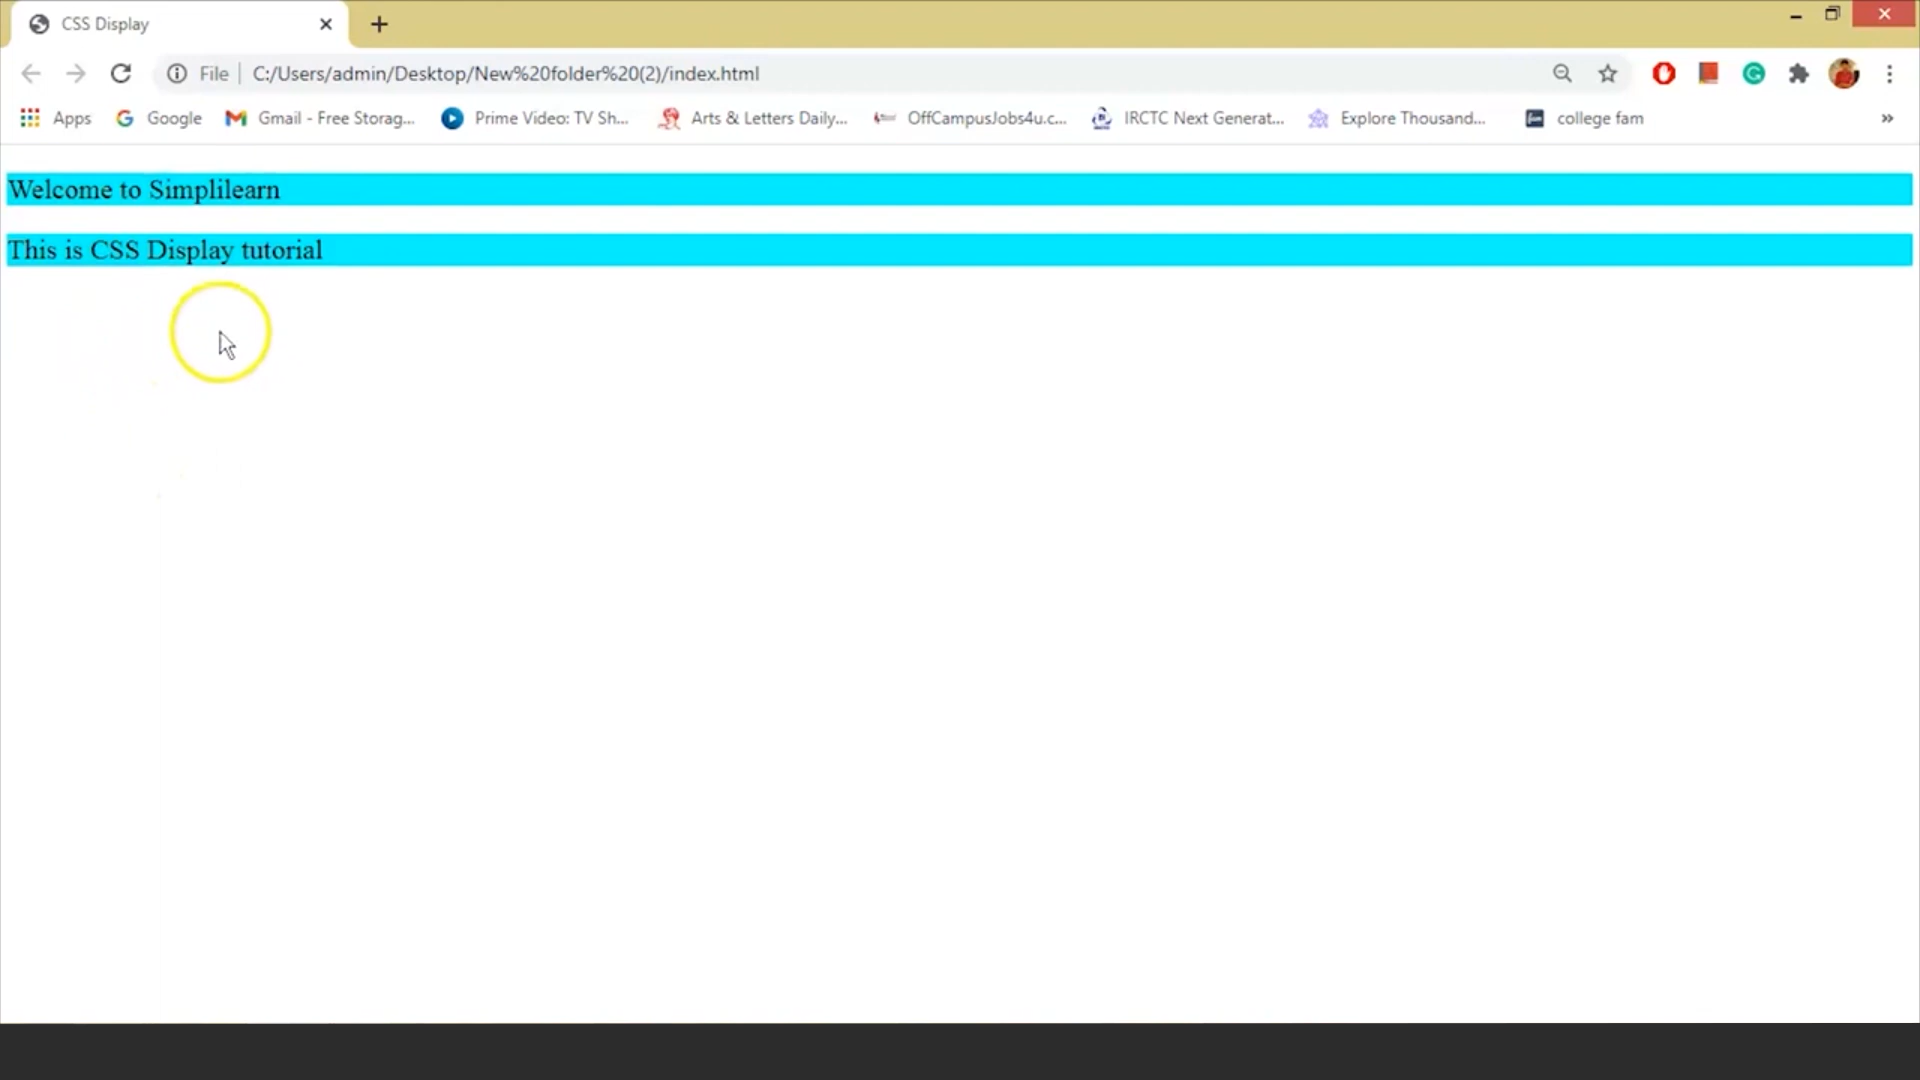 CSS Display
File | C:/Users/admin/Desktop/New%20folder%20(2)/index.html
Apps Google Gmail - Free Storag... Prime Video: TV Sh... Arts & Letters Daily... OffCampusJobs4u.c... IRCTC Next Generat... Explore Thousand... college fam »
Welcome to Simplilearn
This is CSS Display tutorial